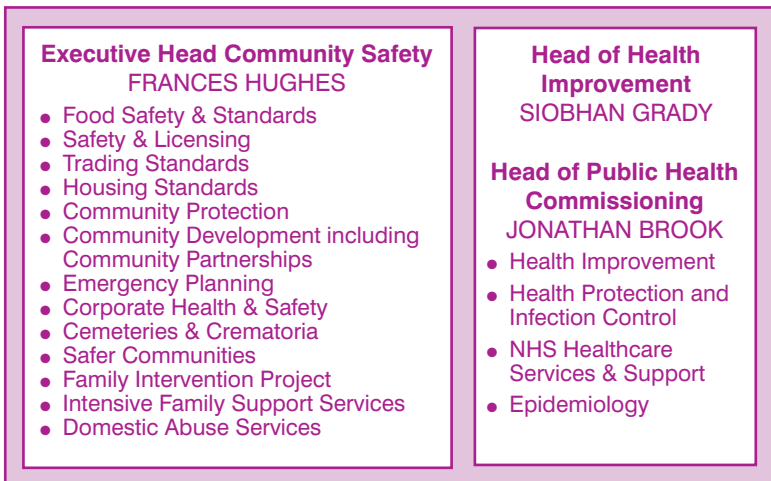 Executive Head Community Safety
FRANCES HUGHES
• Food Safety & Standards
• Safety & Licensing
• Trading Standards
• Housing Standards
• Community Protection
• Community Development including
Community Partnerships
• Emergency Planning
• Corporate Health & Safety
• Cemeteries & Crematoria
• Safer Communities
• Family Intervention Project
• Intensive Family Support Services
• Domestic Abuse Services
Head of Health
Improvement
SIOBHAN GRADY
Head of Public Health
Commissioning
JONATHAN BROOK
• Health Improvement
• Health Protection and
Infection Control
• NHS Healthcare
Services & Support
• Epidemiology